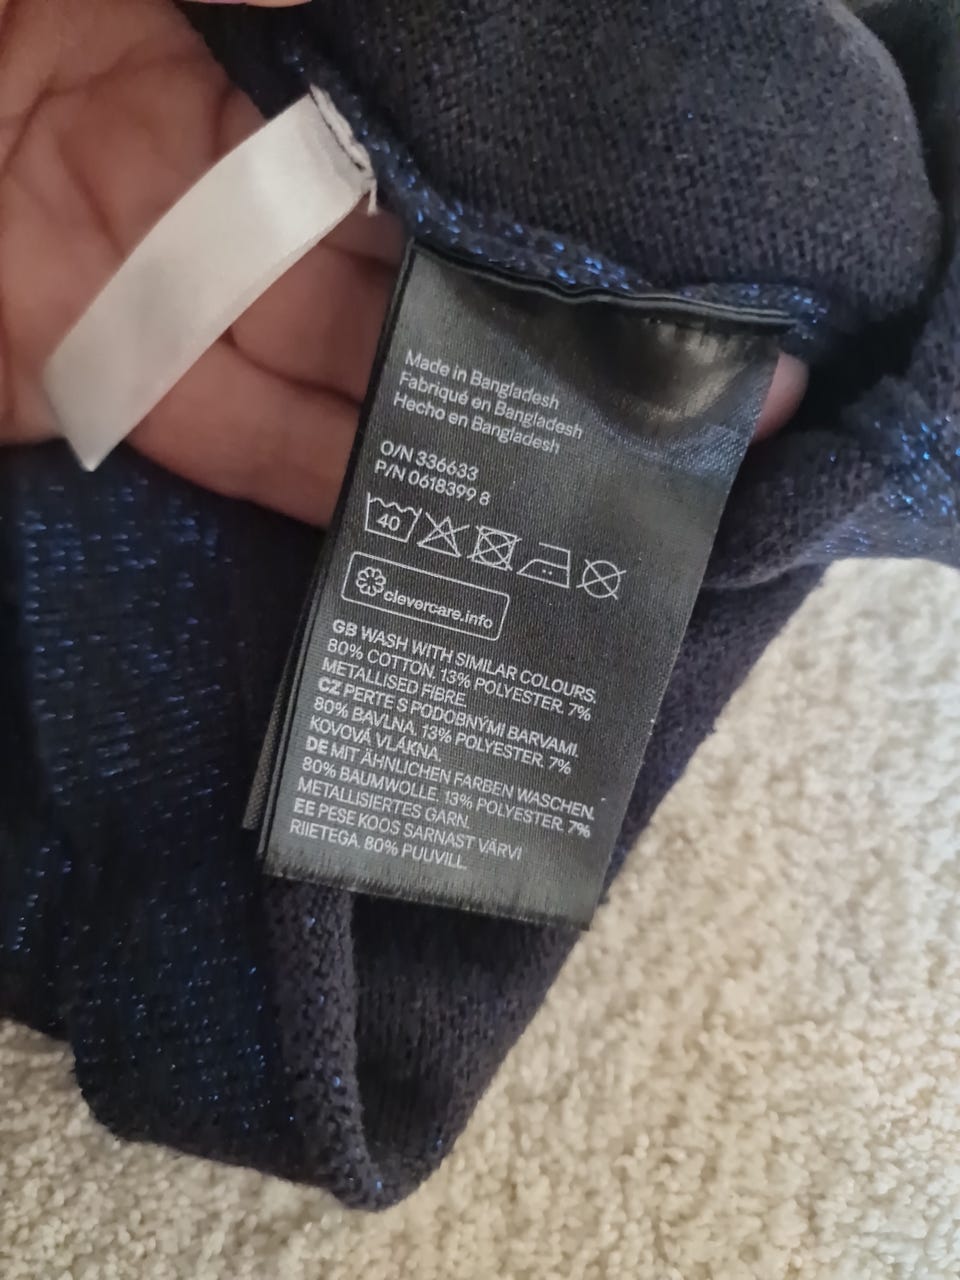 Made in Bangladesh
Fabriqué en Bangladesh
Hecho en Bangladesh
O/N 336633
P/N 0618399 8
40
clevercare.info
GB WASH WITH SIMILAR COLOURS.
80% COTTON. 13% POLYESTER. 7%
METALLISED FIBRE.
CZ PERTE S PODOBNÝMI BARVAMI.
80% BAVLNA, 13% POLYESTER. 7%
KOVOVÁ VLÁKNA.
DE MIT ÄHNLICHEN FARBEN WASCHEN.
80% BAUMWOLLE. 13% POLYESTER. 7%
METALLISIERTES GARN.
EE PESE KOOS SARNAST VÄRVI
RIIETEGA. 80% PUUVILL.